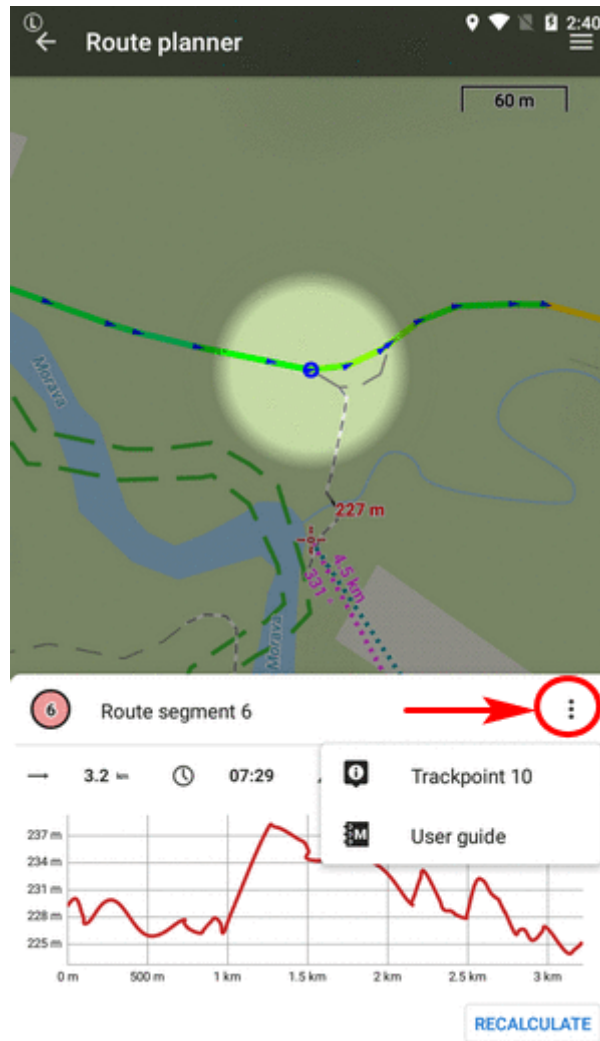 L
2:40
Route planner
60 m
Morava
227 m
4.5 km
331 °
Morava
6
Route segment 6
3.2 km
07:29
Trackpoint 10
M
User guide
237 m
234 m
231 m
228 m
225 m
0 m
500 m
1 km
1.5 km
2 km
2.5 km
3 km
RECALCULATE